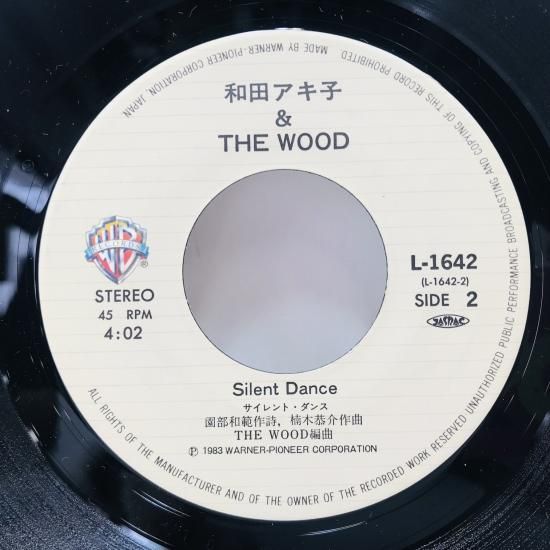 MADE BY WARNER-PIONEER CORPORATION, JAPAN
和田アキ子
&
THE WOOD
RECORDS
STEREO
45 RPM
4:02
L-1642
(L-1642-2)
SIDE 2
JASRAC
Silent Dance
サイレント・ダンス
園部和範作詩, 楠木恭介作曲
THE WOOD編曲
Ⓟ 1983 WARNER-PIONEER CORPORATION
ALL RIGHTS OF THE MANUFACTURER AND OF THE OWNER OF THE RECORDED WORK RESERVED UNAUTHORIZED PUBLIC PERFORMANCE BROADCASTING AND COPYING OF THIS RECORD PROHIBITED.